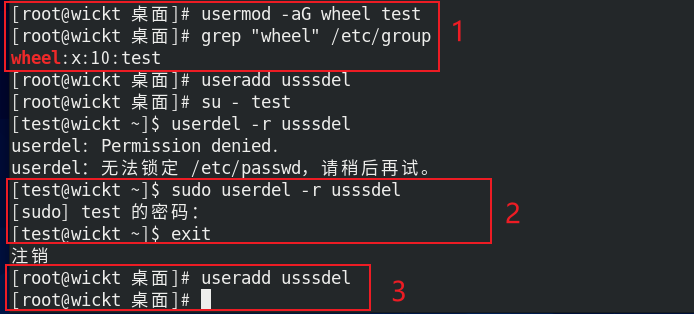 [root@wickt 桌面]# usermod -aG wheel test
[root@wickt 桌面]# grep "wheel" /etc/group
1
wheel:x:10:test
[root@wickt 桌面]# useradd usssdel
[root@wickt 桌面]# su - test
[test@wickt ~]$ userdel -r usssdel
userdel: Permission denied.
userdel：无法锁定 /etc/passwd，请稍后再试。
[test@wickt ~]$ sudo userdel -r usssdel
[sudo] test 的密码：
2
[test@wickt ~]$ exit
注销
[root@wickt 桌面]# useradd usssdel
[root@wickt 桌面]#
3